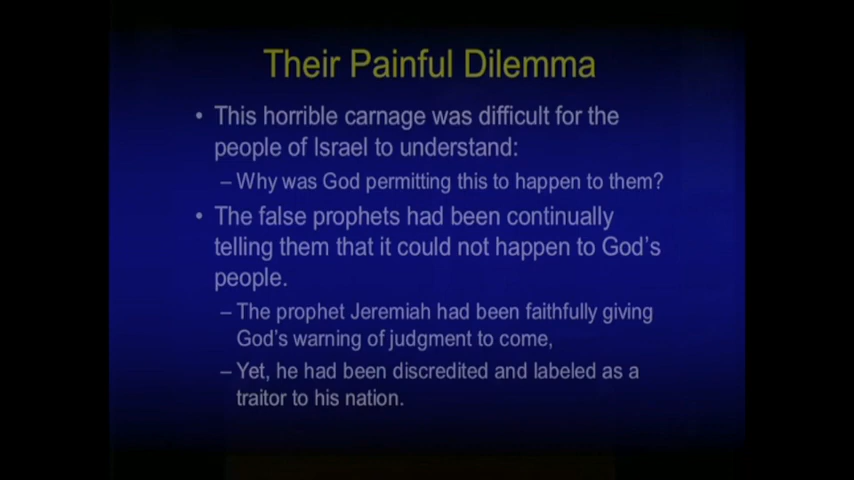 Their Painful Dilemma
• This horrible carnage was difficult for the
people of Israel to understand:
– Why was God permitting this to happen to them?
• The false prophets had been continually
telling them that it could not happen to God's
people.
– The prophet Jeremiah had been faithfully giving
God's warning of judgment to come,
– Yet, he had been discredited and labeled as a
traitor to his nation.